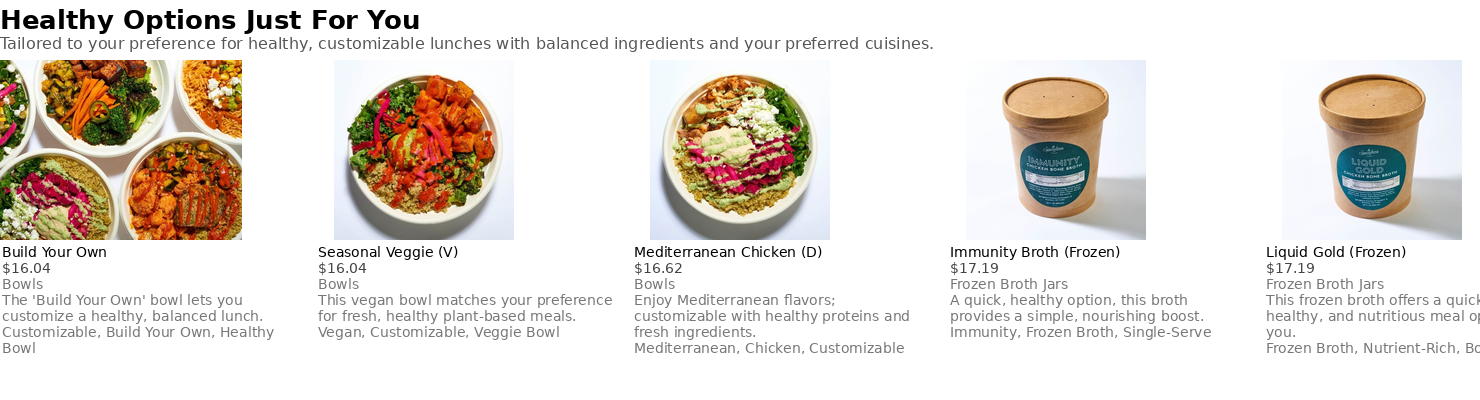 Healthy Options Just For You
Tailored to your preference for healthy, customizable lunches with balanced ingredients and your preferred cuisines.
IMMUNITY
CHICKEN BONE BROTH
LIQUID
GOLD
CHICKEN BONE BROTH
Build Your Own
$16.04
Bowls
The 'Build Your Own' bowl lets you
customize a healthy, balanced lunch.
Customizable, Build Your Own, Healthy
Bowl
Seasonal Veggie (V)
$16.04
Bowls
This vegan bowl matches your preference
for fresh, healthy plant-based meals.
Vegan, Customizable, Veggie Bowl
Mediterranean Chicken (D)
$16.62
Bowls
Enjoy Mediterranean flavors;
customizable with healthy proteins and
fresh ingredients.
Mediterranean, Chicken, Customizable
Immunity Broth (Frozen)
$17.19
Frozen Broth Jars
A quick, healthy option, this broth
provides a simple, nourishing boost.
Immunity, Frozen Broth, Single-Serve
Liquid Gold (Frozen)
$17.19
Frozen Broth Jars
This frozen broth offers a quick
healthy, and nutritious meal op
you.
Frozen Broth, Nutrient-Rich, Bo